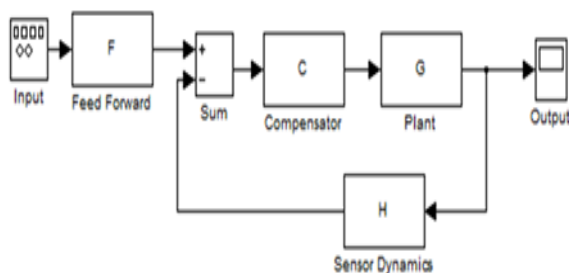 F
+
−
C
G
Input
Feed Forward
Sum
Compensator
Plant
Output
H
Sensor Dynamics